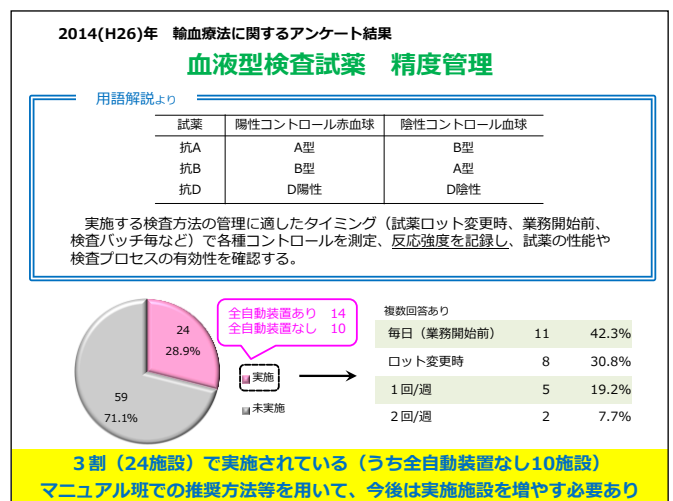 2014(H26)年　輸血療法に関するアンケート結果
血液型検査試薬　精度管理
用語解説より
試薬　陽性コントロール赤血球　陰性コントロール血球
抗A　A型　B型
抗B　B型　A型
抗D　D陽性　D陰性
実施する検査方法の管理に適したタイミング（試薬ロット変更時、業務開始前、
検査バッチ毎など）で各種コントロールを測定、反応強度を記録し、試薬の性能や
検査プロセスの有効性を確認する。
24
28.9%
59
71.1%
全自動装置あり　14
全自動装置なし　10
実施
未実施
複数回答あり
毎日（業務開始前）　11　42.3%
ロット変更時　8　30.8%
１回/週　5　19.2%
２回/週　2　7.7%
３割（24施設）で実施されている（うち全自動装置なし10施設）
マニュアル班での推奨方法等を用いて、今後は実施施設を増やす必要あり